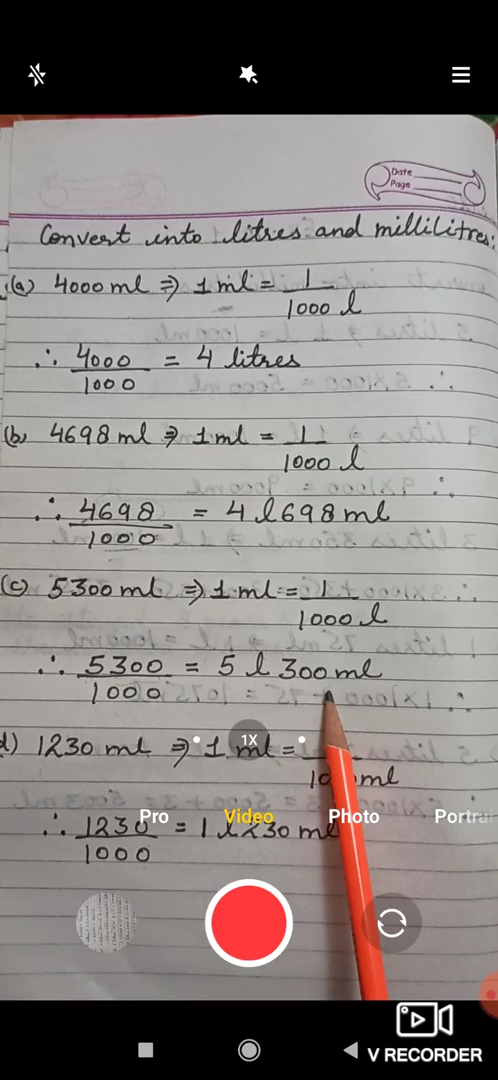 Date
Page
Convert into litres and millilitres:
(a) 4000 ml ⇒ 1 ml = 1/1000 l
∴ 4000/1000 = 4 litres
(b) 4698 ml ⇒ 1 ml = 1/1000 l
∴ 4698/1000 = 4 l 698 ml
(c) 5300 ml ⇒ 1 ml = 1/1000 l
∴ 5300/1000 = 5 l 300 ml
d) 1230 ml ⇒ 1 ml =
ml
1X
∴ 1230/1000 = 1 l 230 ml
Pro Video Photo Portrai
V RECORDER